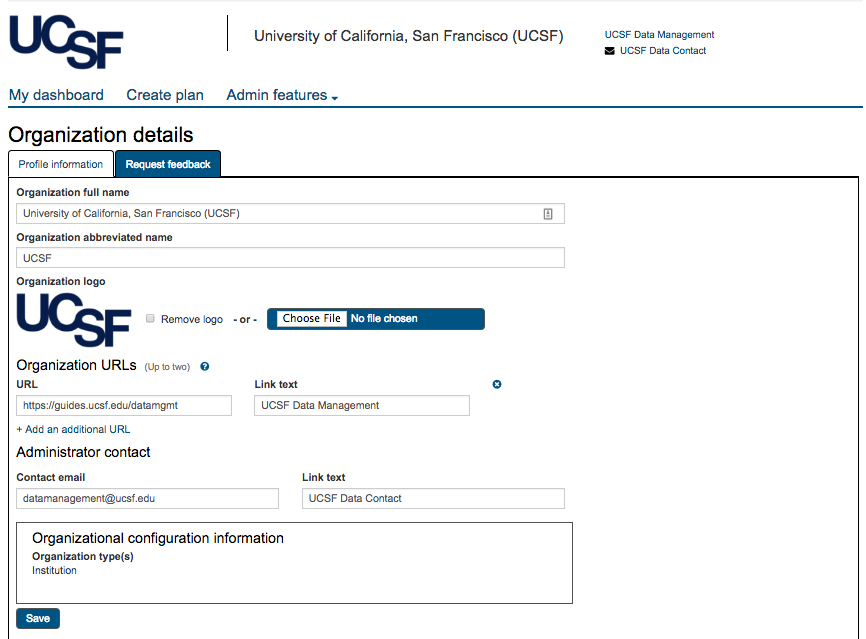 UCSF
University of California, San Francisco (UCSF)
UCSF Data Management
UCSF Data Contact
My dashboard Create plan Admin features
Organization details
Profile information Request feedback
Organization full name
University of California, San Francisco (UCSF)
Organization abbreviated name
UCSF
Organization logo
UCSF Remove logo - or - Choose File No file chosen
Organization URLs (Up to two) ?
URL Link text
https://guides.ucsf.edu/datamgmt UCSF Data Management
+ Add an additional URL
Administrator contact
Contact email Link text
datamanagement@ucsf.edu UCSF Data Contact
Organizational configuration information
Organization type(s)
Institution
Save